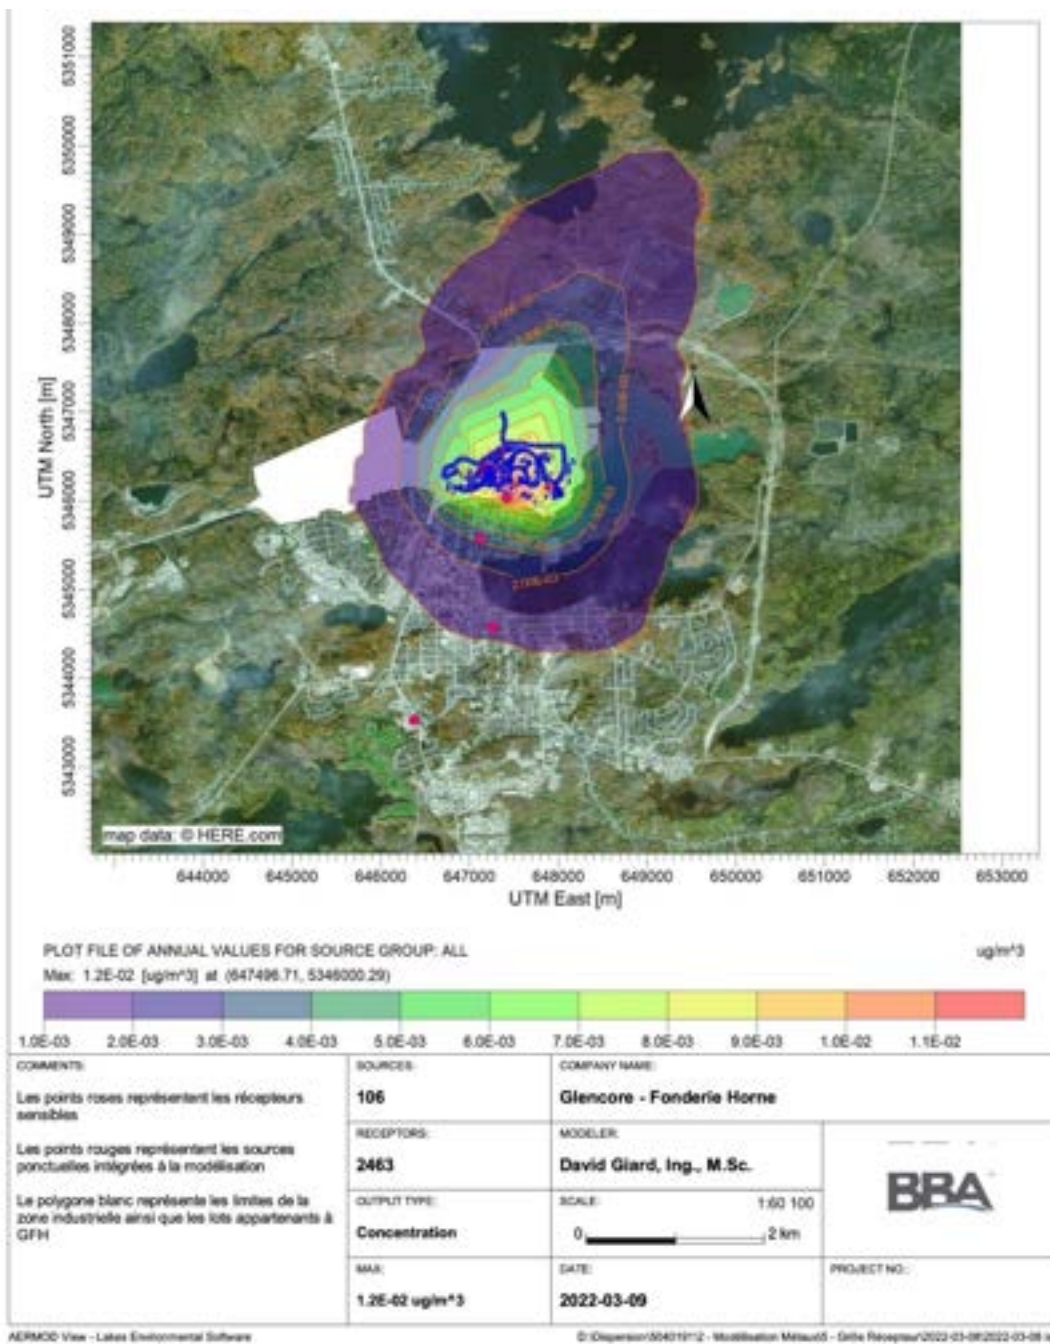 5351000
5350000
5349000
5348000
5347000
5346000
5345000
5344000
5343000
UTM North [m]
2.00E-03
map data: © HERE.com
644000 645000 646000 647000 648000 649000 650000 651000 652000 653000
UTM East [m]
PLOT FILE OF ANNUAL VALUES FOR SOURCE GROUP: ALL
ug/m^3
Max: 1.2E-02 [ug/m^3] at (647496.71, 5346000.29)
1.0E-03 2.0E-03 3.0E-03 4.0E-03 5.0E-03 6.0E-03 7.0E-03 8.0E-03 9.0E-03 1.0E-02 1.1E-02
COMMENTS:
Les points roses représentent les récepteurs
sensibles
Les points rouges représentent les sources
ponctuelles intégrées à la modélisation
Le polygone blanc représente les limites de la
zone industrielle ainsi que les lots appartenants à
GFH
SOURCES:
106
COMPANY NAME:
Glencore - Fonderie Horne
RECEPTORS:
2463
MODELER:
David Giard, Ing., M.Sc.
OUTPUT TYPE:
Concentration
SCALE: 1:60 100
0 2 km
BBA
MAX:
1.2E-02 ug/m^3
DATE:
2022-03-09
PROJECT NO.:
AERMOD View - Lakes Environmental Software